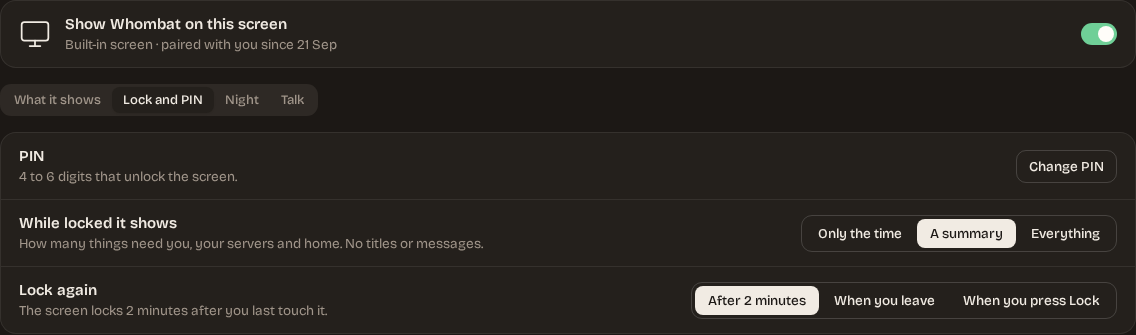 Show Whombat on this screen
Built-in screen · paired with you since 21 Sep
What it shows Lock and PIN Night Talk
PIN
4 to 6 digits that unlock the screen.
Change PIN
While locked it shows
How many things need you, your servers and home. No titles or messages.
Only the time A summary Everything
Lock again
The screen locks 2 minutes after you last touch it.
After 2 minutes When you leave When you press Lock